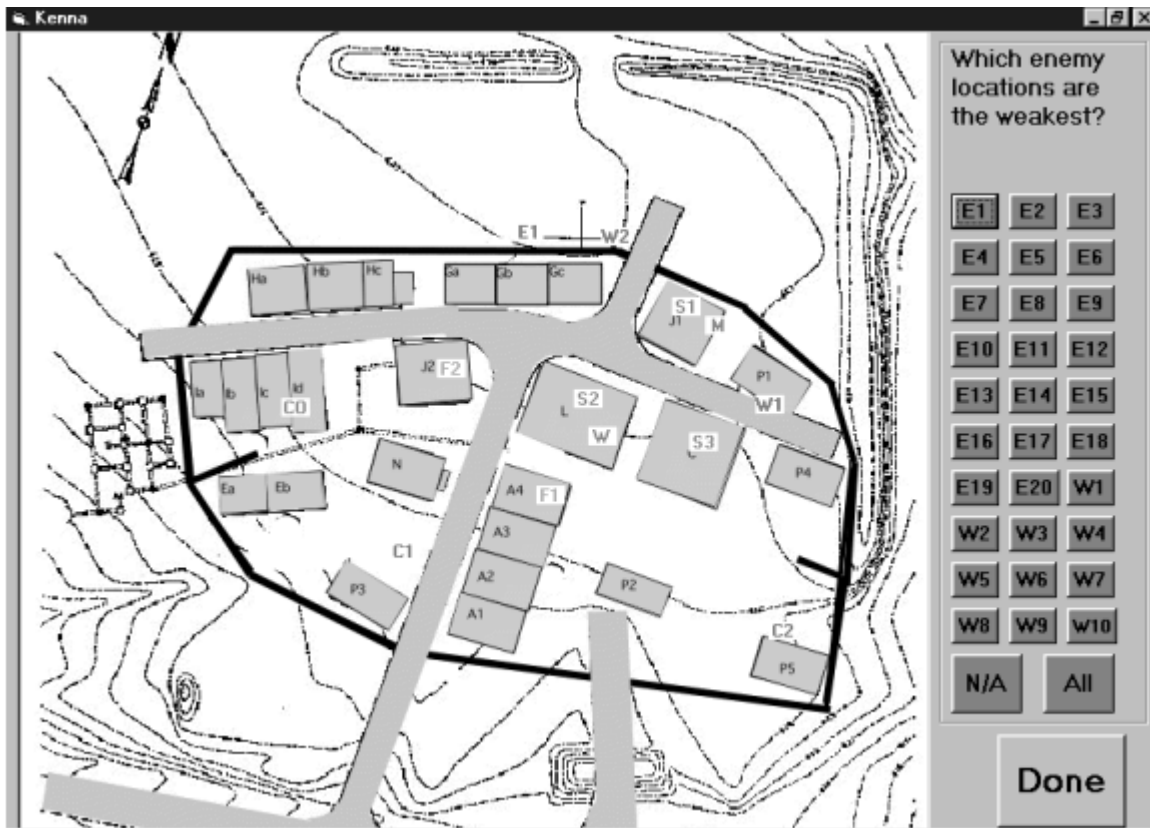 Kenna
Which enemy
locations are
the weakest?
E1 E2 E3
E4 E5 E6
E7 E8 E9
E10 E11 E12
E13 E14 E15
E16 E17 E18
E19 E20 W1
W2 W3 W4
W5 W6 W7
W8 W9 W10
N/A All
Done
E1 W2
Ha Hb Hc Ga Gb Gc
S1
J1 M
J2 F2 P1
Ia Ib Ic Id
C0 L S2 W1
W S3
N P4
Ea Eb A4 F1
A3
C1
P3 A2 P2
A1
C2
P5